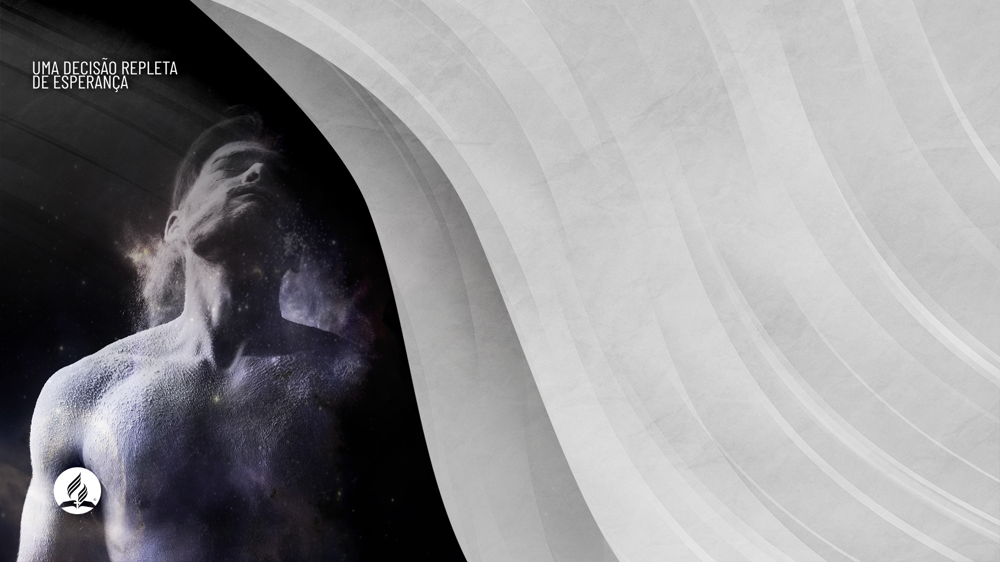 UMA DECISÃO REPLETA
DE ESPERANÇA